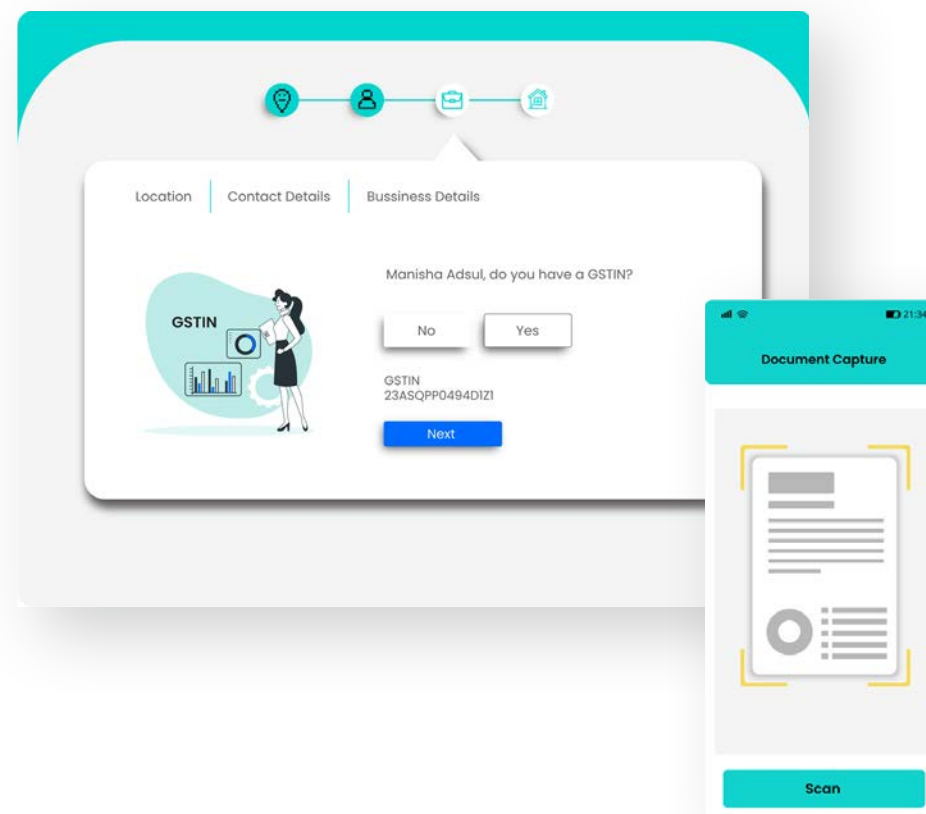 Location
Contact Details
Bussiness Details
Manisha Adsul, do you have a GSTIN?
GSTIN
No
Yes
GSTIN
23ASQPP0494D1Z1
Next
21:34
Document Capture
Scan